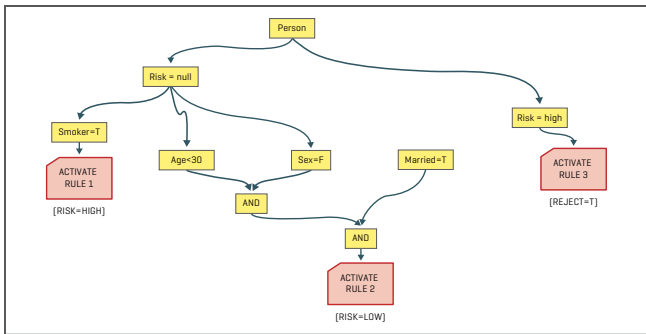 Person
Risk = null
Risk = high
Smoker=T
Age<30
Sex=F
Married=T
ACTIVATE
RULE 1
[RISK=HIGH]
ACTIVATE
RULE 3
[REJECT=T]
AND
AND
ACTIVATE
RULE 2
[RISK=LOW]